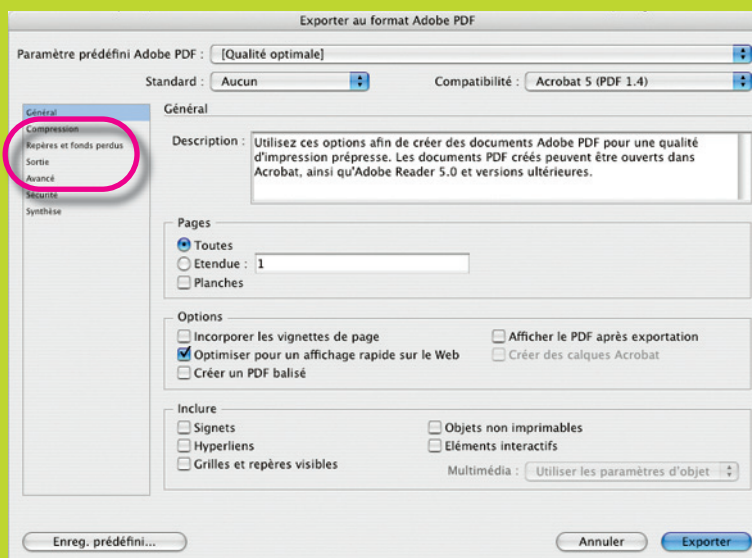 Exporter au format Adobe PDF
Paramètre prédéfini Adobe PDF : [Qualité optimale]
Standard : Aucun Compatibilité : Acrobat 5 (PDF 1.4)
Général
Compression
Repères et fonds perdus
Sortie
Avancé
Sécurité
Synthèse
Général
Description : Utilisez ces options afin de créer des documents Adobe PDF pour une qualité
d'impression prépresse. Les documents PDF créés peuvent être ouverts dans
Acrobat, ainsi qu'Adobe Reader 5.0 et versions ultérieures.
Pages
Toutes
Etendue : 1
Planches
Options
Incorporer les vignettes de page
Optimiser pour un affichage rapide sur le Web
Créer un PDF balisé
Afficher le PDF après exportation
Créer des calques Acrobat
Inclure
Signets
Hyperliens
Grilles et repères visibles
Objets non imprimables
Eléments interactifs
Multimédia : Utiliser les paramètres d'objet
Enreg. prédéfini... Annuler Exporter